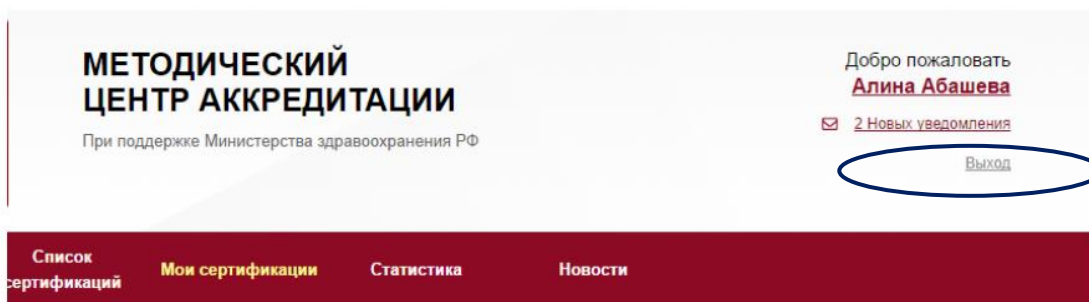 МЕТОДИЧЕСКИЙ
ЦЕНТР АККРЕДИТАЦИИ
При поддержке Министерства здравоохранения РФ
Добро пожаловать
Алина Абашева
2 Новых уведомления
Выход
Список
сертификаций
Мои сертификации
Статистика
Новости